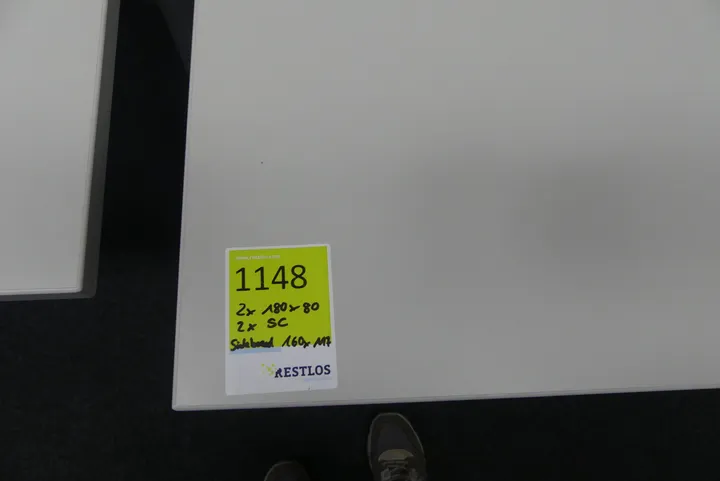 1148
2x 180x80
2x SC
Sideboard 160x117
RESTLOS